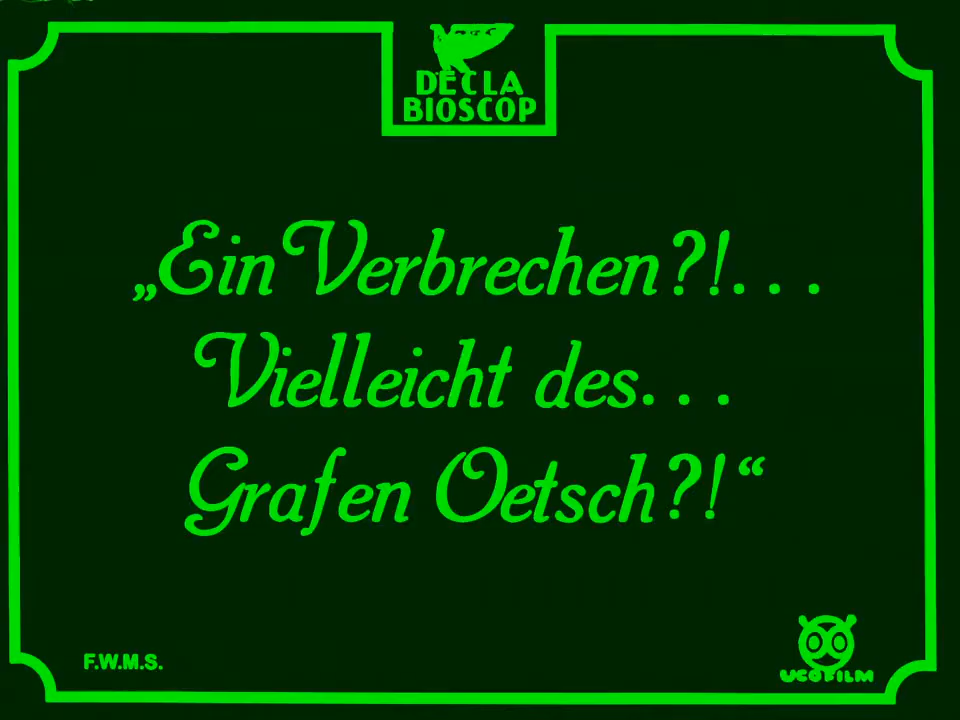 DECLA
BIOSCOP
„Ein Verbrechen?!...
Vielleicht des...
Grafen Oetsch?!“
F.W.M.S.
UCOFILM